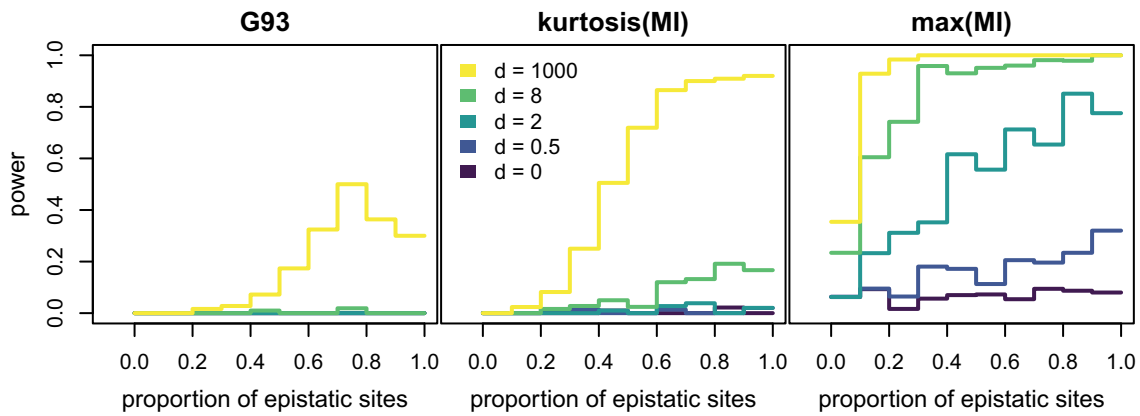 G93
kurtosis(MI)
max(MI)
power
0.0
0.2
0.4
0.6
0.8
1.0
d = 1000
d = 8
d = 2
d = 0.5
d = 0
0.0 0.2 0.4 0.6 0.8 1.0
0.0 0.2 0.4 0.6 0.8 1.0
0.0 0.2 0.4 0.6 0.8 1.0
proportion of epistatic sites
proportion of epistatic sites
proportion of epistatic sites